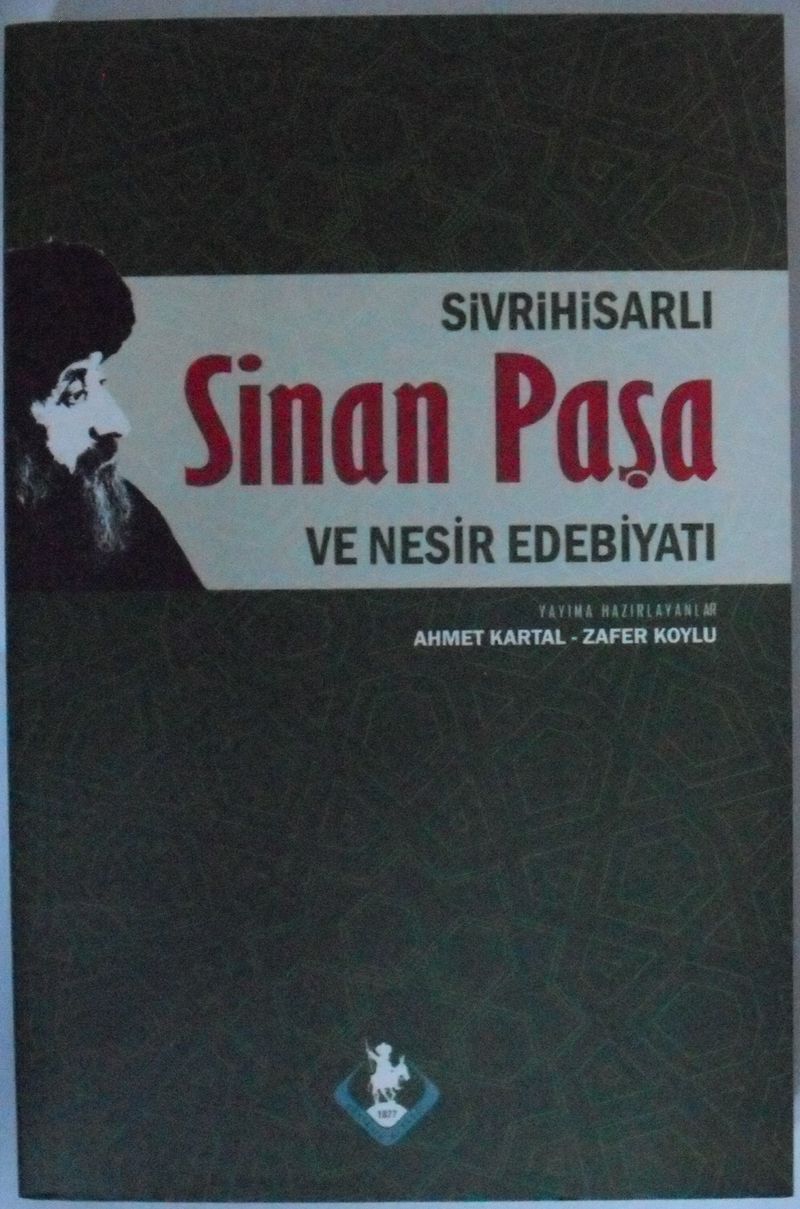 SiVRiHiSARLI
Sinan Paşa
VE NESİR EDEBİYATI
YAYIMA HAZIRLAYANLAR
AHMET KARTAL - ZAFER KOYLU
1877